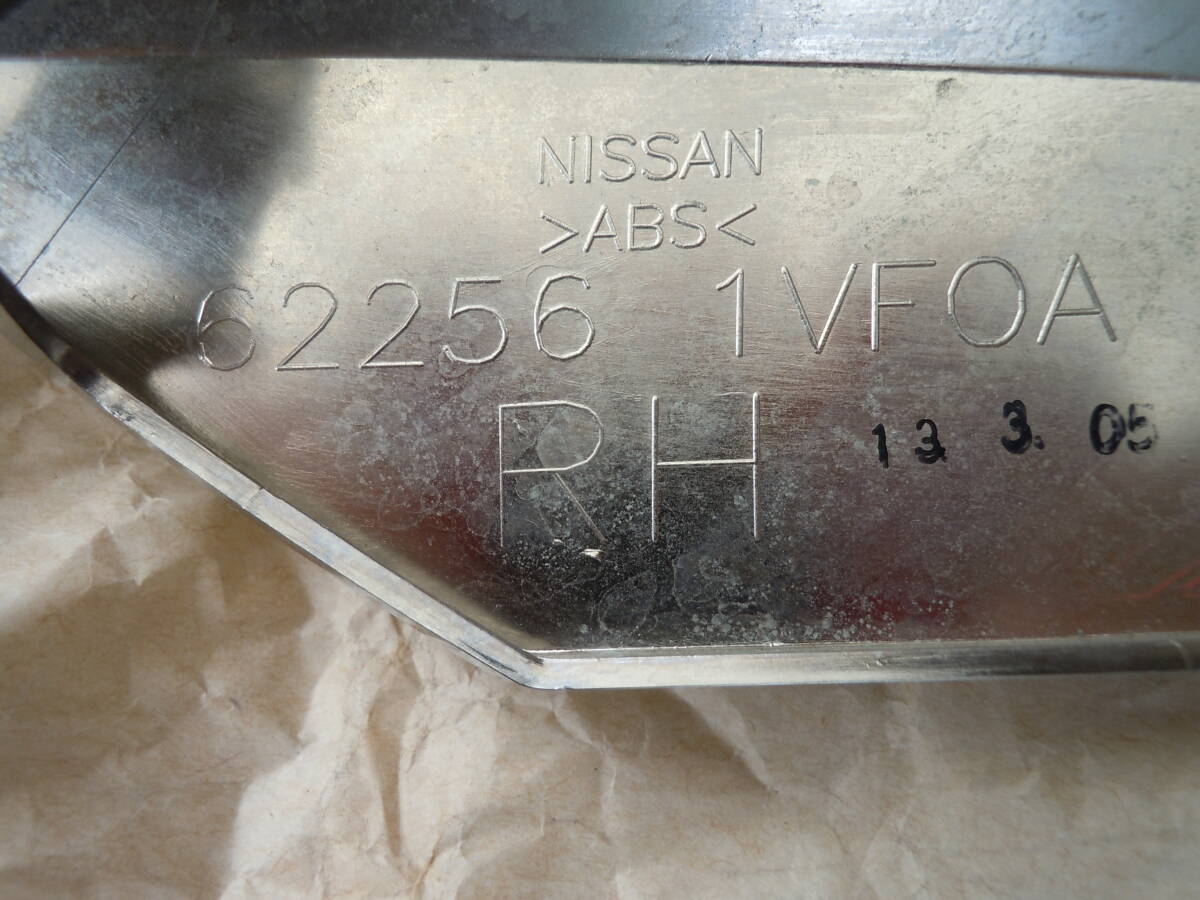 NISSAN
>ABS<
62256 1VF0A
RH 13. 3. 05